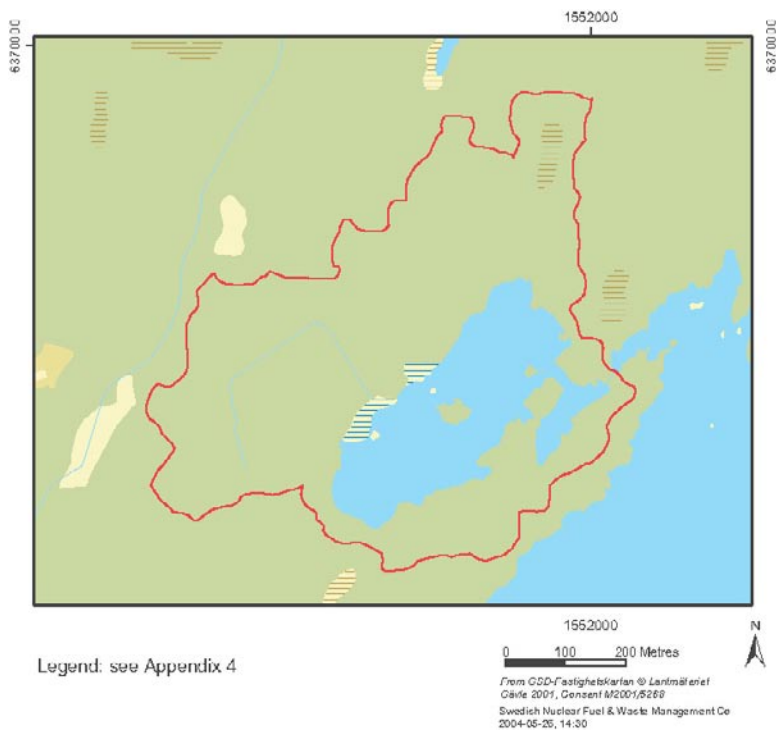 1552000
6370000
6370000
1552000
N
Legend: see Appendix 4
0 100 200 Metres
From GSD-Fastighetskartan © Lantmäteriet
Gävle 2001, Consent M2001/5268
Swedish Nuclear Fuel & Waste Management Co
2004-05-25, 14:30